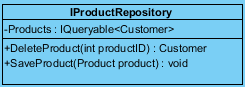 IProductRepository
-Products : IQueryable<Customer>
+DeleteProduct(int productID) : Customer
+SaveProduct(Product product) : void